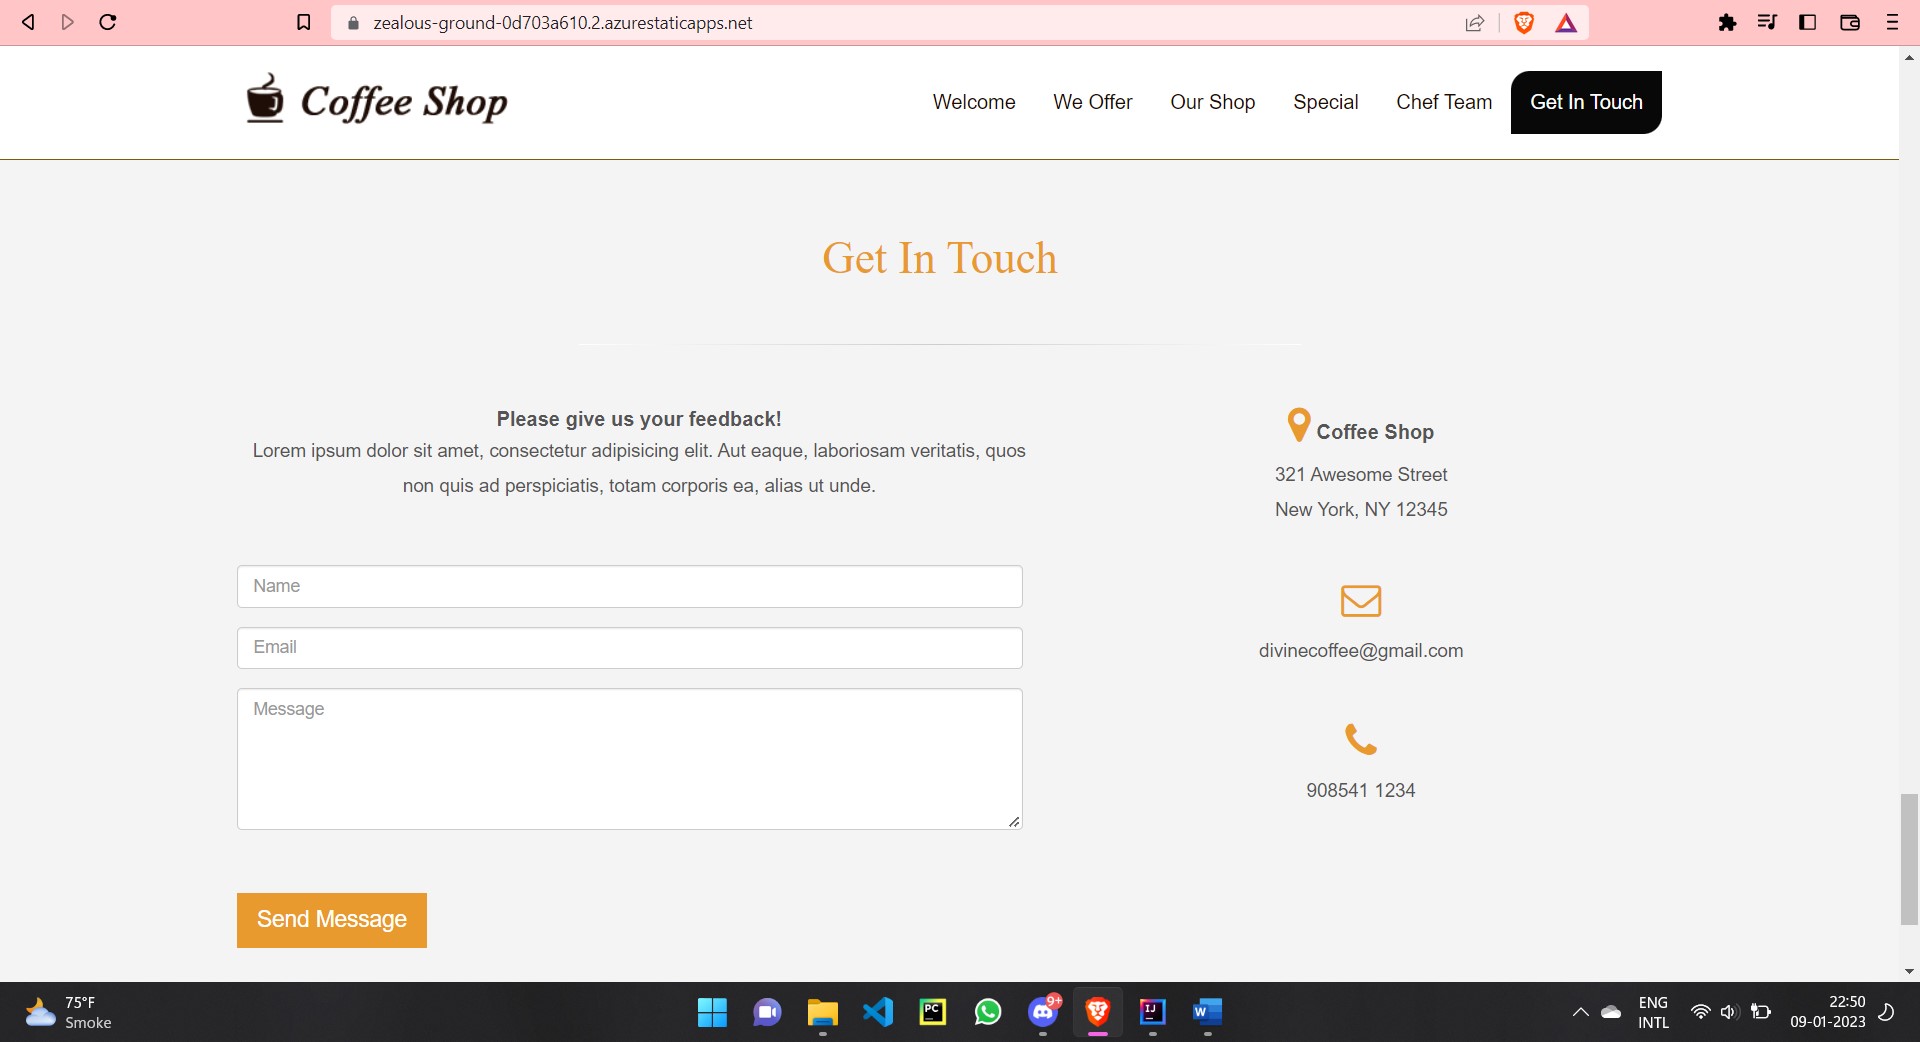 zealous-ground-0d703a610.2.azurestaticapps.net
Coffee Shop
Welcome We Offer Our Shop Special Chef Team Get In Touch
Get In Touch
Please give us your feedback!
Lorem ipsum dolor sit amet, consectetur adipisicing elit. Aut eaque, laboriosam veritatis, quos
non quis ad perspiciatis, totam corporis ea, alias ut unde.
Name
Email
Message
Send Message
Coffee Shop
321 Awesome Street
New York, NY 12345
divinecoffee@gmail.com
908541 1234
75°F
Smoke
PC
9+
IJ
W
ENG
INTL
22:50
09-01-2023